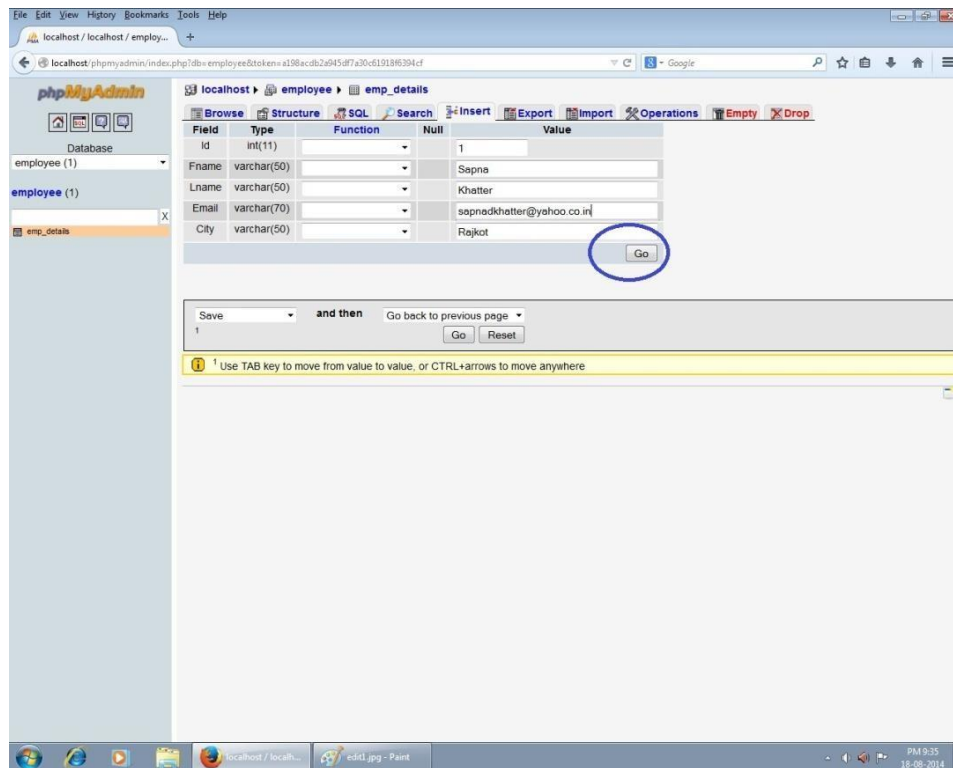 File Edit View History Bookmarks Tools Help
localhost / localhost / employ... +
localhost/phpmyadmin/index.php?db=employee&token=a198acdb2a945df7a30c61918f6394cf Google
phpMyAdmin
SQL
Database
employee (1)
employee (1)
X
emp_details
localhost employee emp_details
Browse Structure SQL Search Insert Export Import Operations Empty Drop
Field Type Function Null Value
Id int(11) 1
Fname varchar(50) Sapna
Lname varchar(50) Khatter
Email varchar(70) sapnadkhatter@yahoo.co.in
City varchar(50) Rajkot
Go
Save and then Go back to previous page
1
Go Reset
1 Use TAB key to move from value to value, or CTRL+arrows to move anywhere
localhost / localh... edit1.jpg - Paint
PM 9:35
18-08-2014